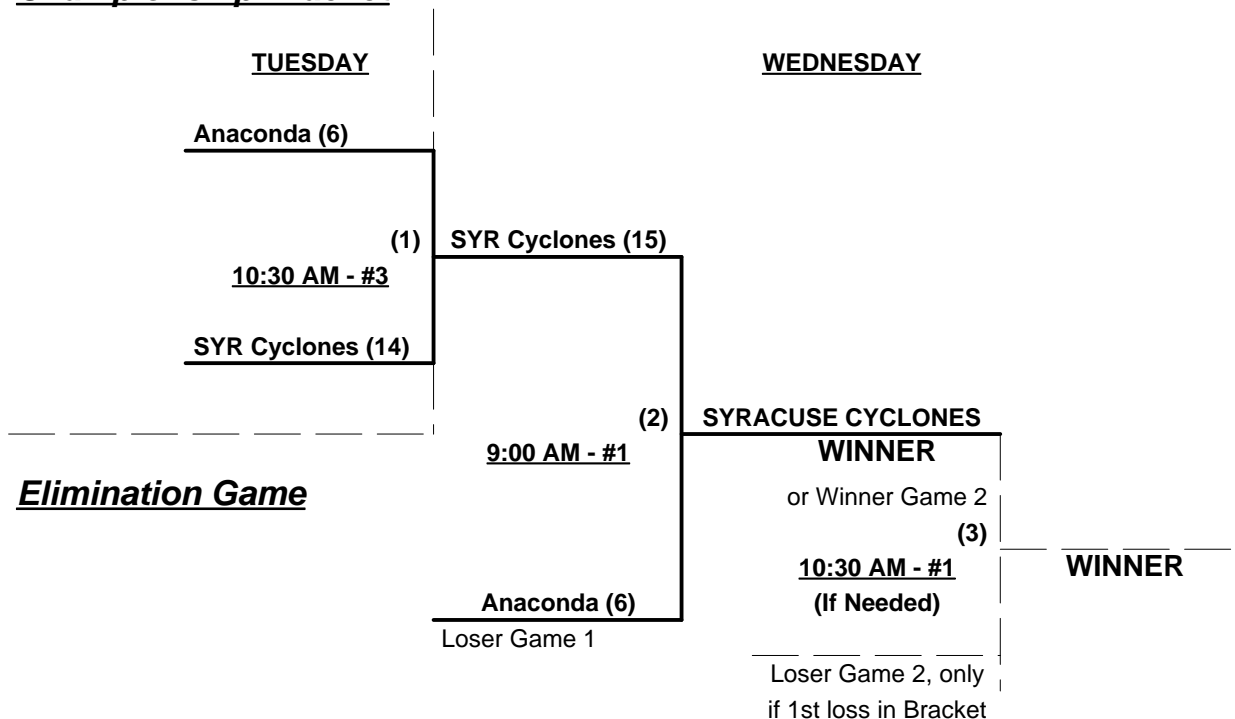 TUESDAY
WEDNESDAY
Anaconda (6)
(1)
SYR Cyclones (15)
10:30 AM - #3
SYR Cyclones (14)
(2)
SYRACUSE CYCLONES
9:00 AM - #1
WINNER
Elimination Game
or Winner Game 2
(3)
10:30 AM - #1
WINNER
(If Needed)
Anaconda (6)
Loser Game 1
Loser Game 2, only
if 1st loss in Bracket